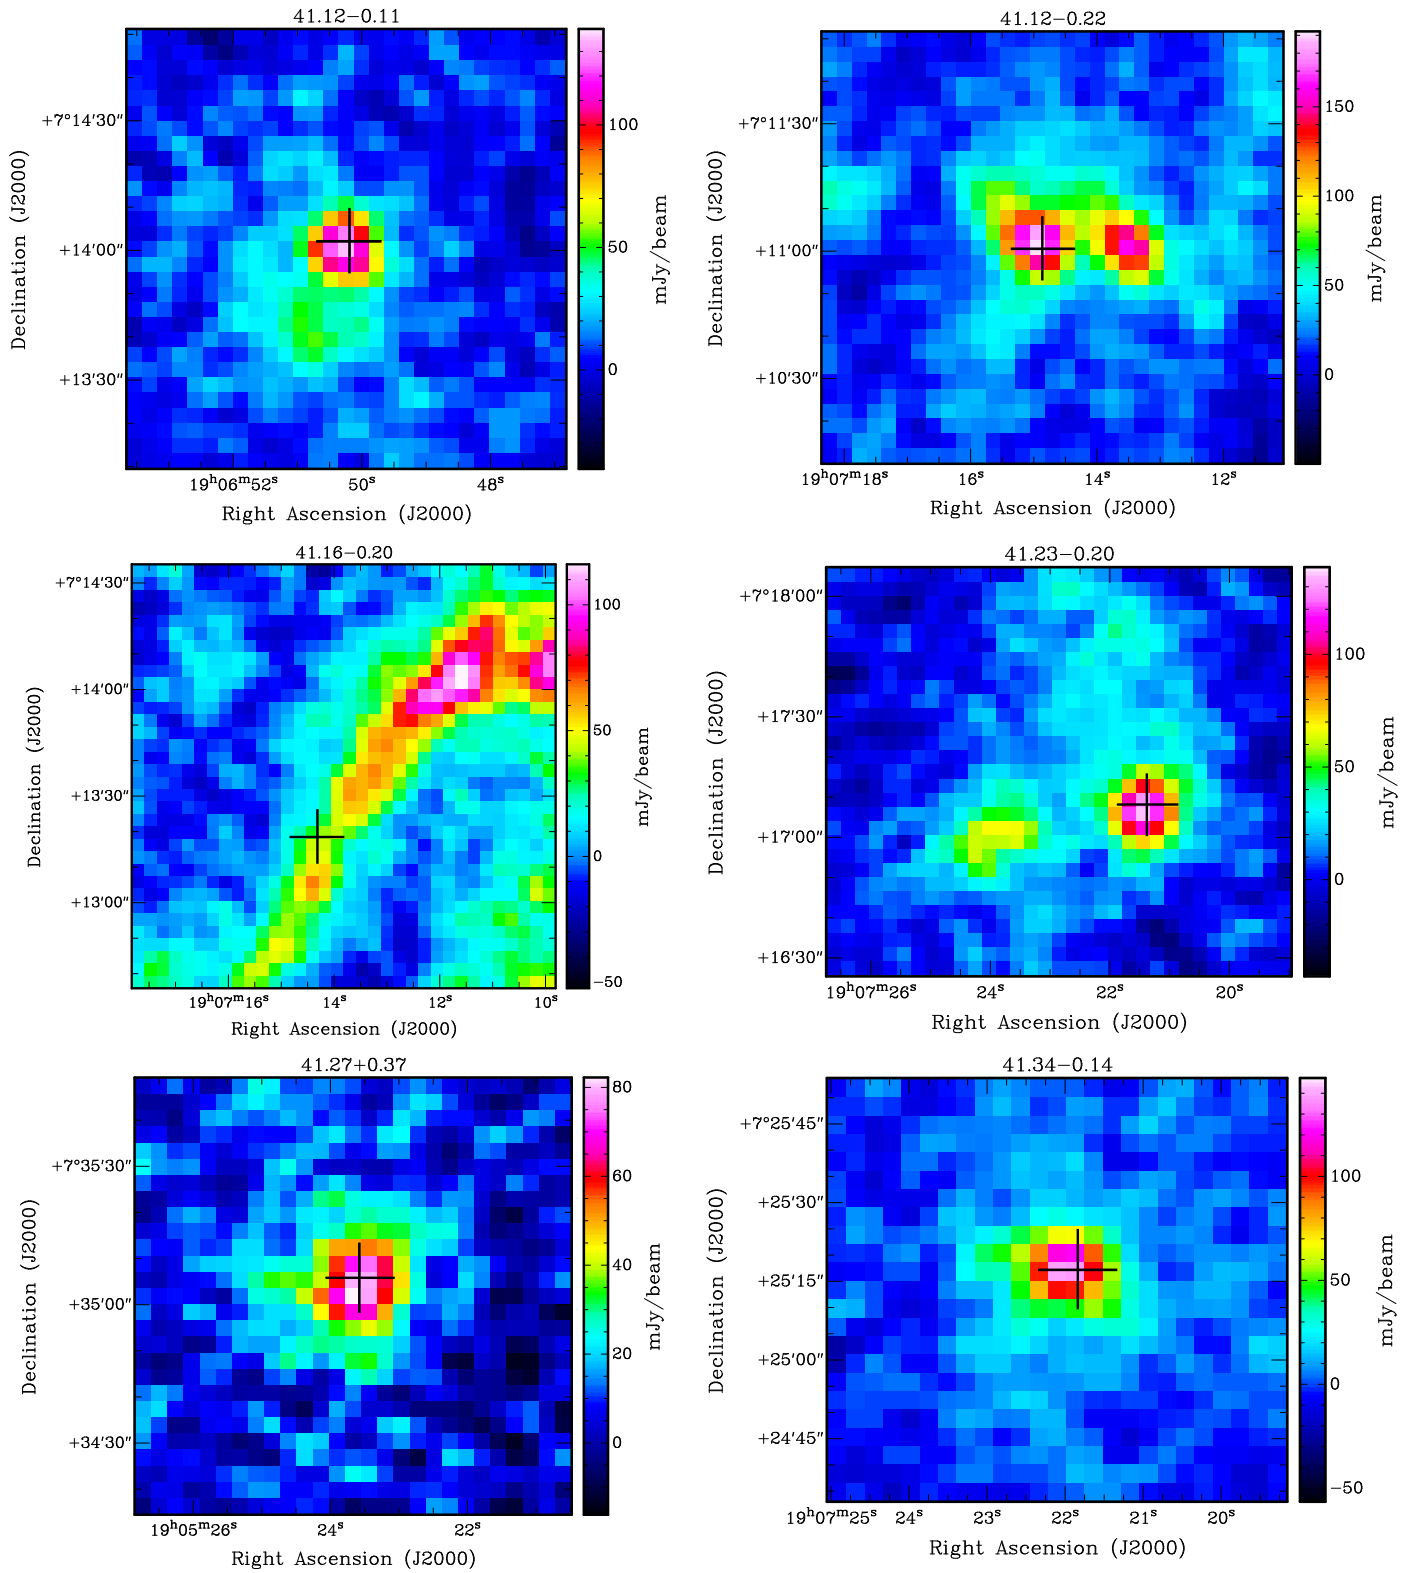 41.12−0.11
+7°14′30″
+14′00″
+13′30″
Declination (J2000)
19ʰ06ᵐ52ˢ 50ˢ 48ˢ
Right Ascension (J2000)
100
50
0
mJy/beam
41.12−0.22
+7°11′30″
+11′00″
+10′30″
Declination (J2000)
19ʰ07ᵐ18ˢ 16ˢ 14ˢ 12ˢ
Right Ascension (J2000)
150
100
50
0
mJy/beam
41.16−0.20
+7°14′30″
+14′00″
+13′30″
+13′00″
Declination (J2000)
19ʰ07ᵐ16ˢ 14ˢ 12ˢ 10ˢ
Right Ascension (J2000)
100
50
0
−50
mJy/beam
41.23−0.20
+7°18′00″
+17′30″
+17′00″
+16′30″
Declination (J2000)
19ʰ07ᵐ26ˢ 24ˢ 22ˢ 20ˢ
Right Ascension (J2000)
100
50
0
mJy/beam
41.27+0.37
+7°35′30″
+35′00″
+34′30″
Declination (J2000)
19ʰ05ᵐ26ˢ 24ˢ 22ˢ
Right Ascension (J2000)
80
60
40
20
0
mJy/beam
41.34−0.14
+7°25′45″
+25′30″
+25′15″
+25′00″
+24′45″
Declination (J2000)
19ʰ07ᵐ25ˢ 24ˢ 23ˢ 22ˢ 21ˢ 20ˢ
Right Ascension (J2000)
100
50
0
−50
mJy/beam